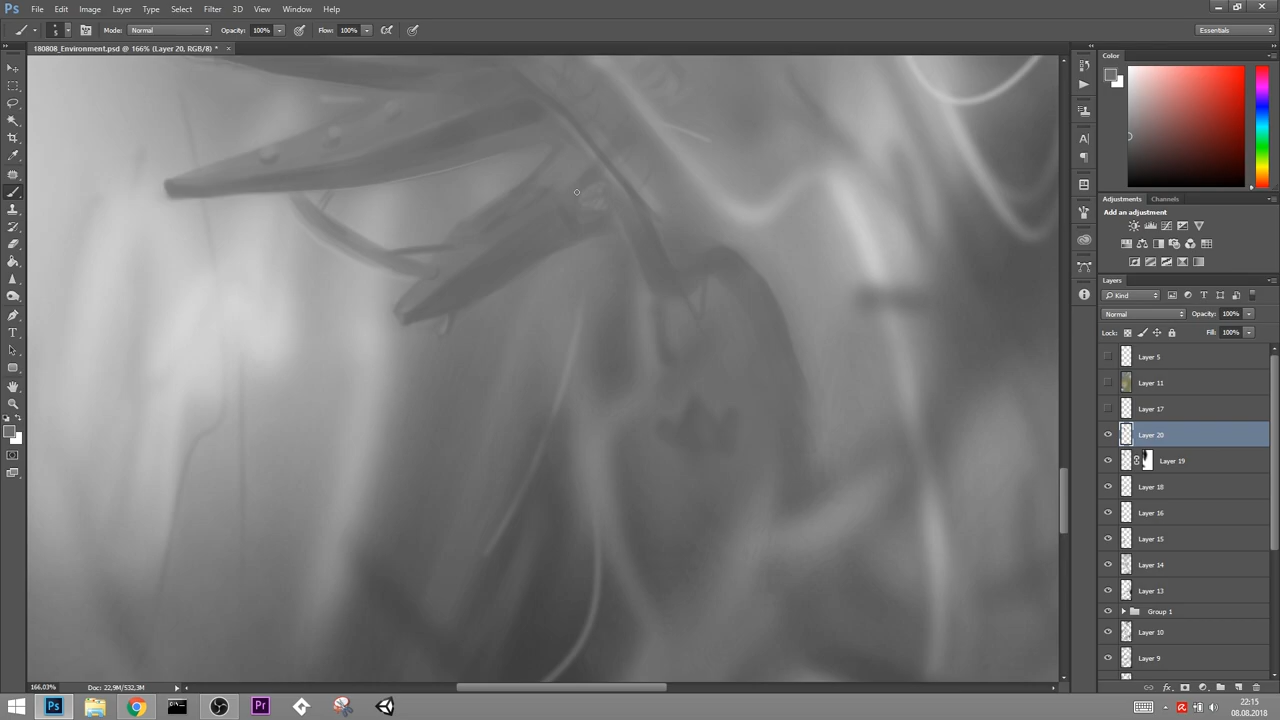 Ps File Edit Image Layer Type Select Filter 3D View Window Help
5 Mode: Normal Opacity: 100% Flow: 100% Essentials
180808_Environment.psd @ 166% (Layer 20, RGB/8) * ×
Color
Adjustments Channels
Add an adjustment
Layers
Kind
Normal Opacity: 100%
Lock: Fill: 100%
Layer 5
Layer 11
Layer 17
Layer 20
Layer 19
Layer 18
Layer 16
Layer 15
Layer 14
Layer 13
Group 1
Layer 10
Layer 9
166,03% Doc: 22,9M/532,3M
Ps Pr
22:15
08.08.2018